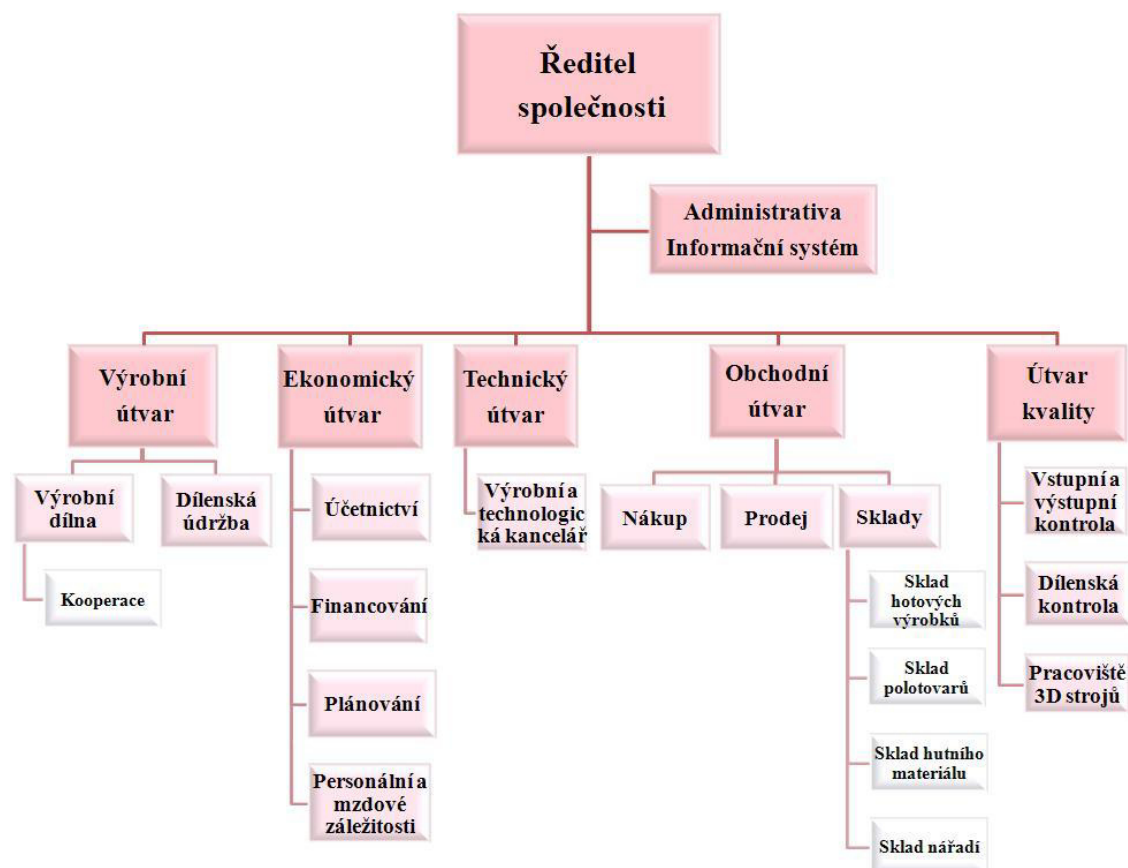 Ředitel
společnosti
Administrativa
Informační systém
Výrobní
útvar
Ekonomický
útvar
Technický
útvar
Obchodní
útvar
Útvar
kvality
Výrobní
dílna
Dílenská
údržba
Kooperace
Účetnictví
Financování
Plánování
Personální a
mzdové
záležitosti
Výrobní a
technologic
ká kancelář
Nákup
Prodej
Sklady
Sklad
hotových
výrobků
Sklad
polotovarů
Sklad hutního
materiálu
Sklad nářadí
Vstupní a
výstupní
kontrola
Dílenská
kontrola
Pracoviště
3D strojů